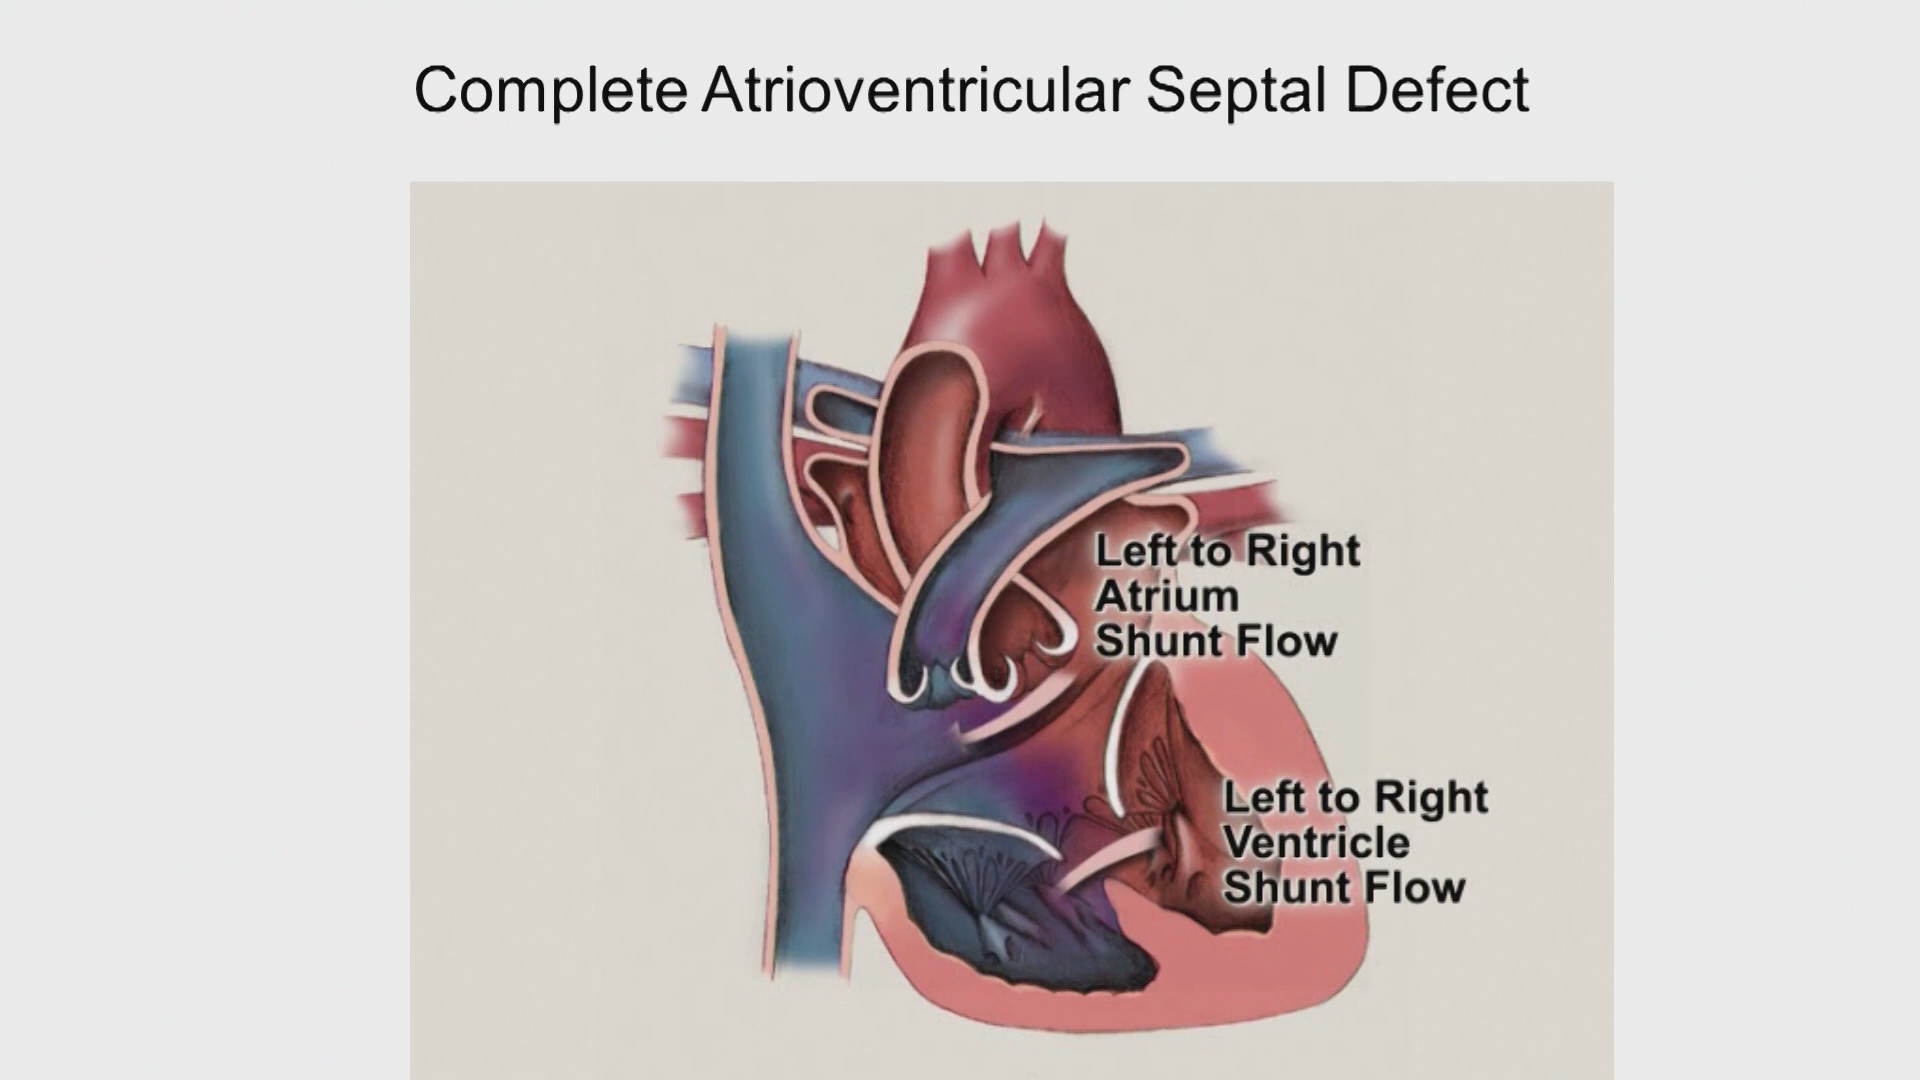 Complete Atrioventricular Septal Defect
Left to Right
Atrium
Shunt Flow
Left to Right
Ventricle
Shunt Flow